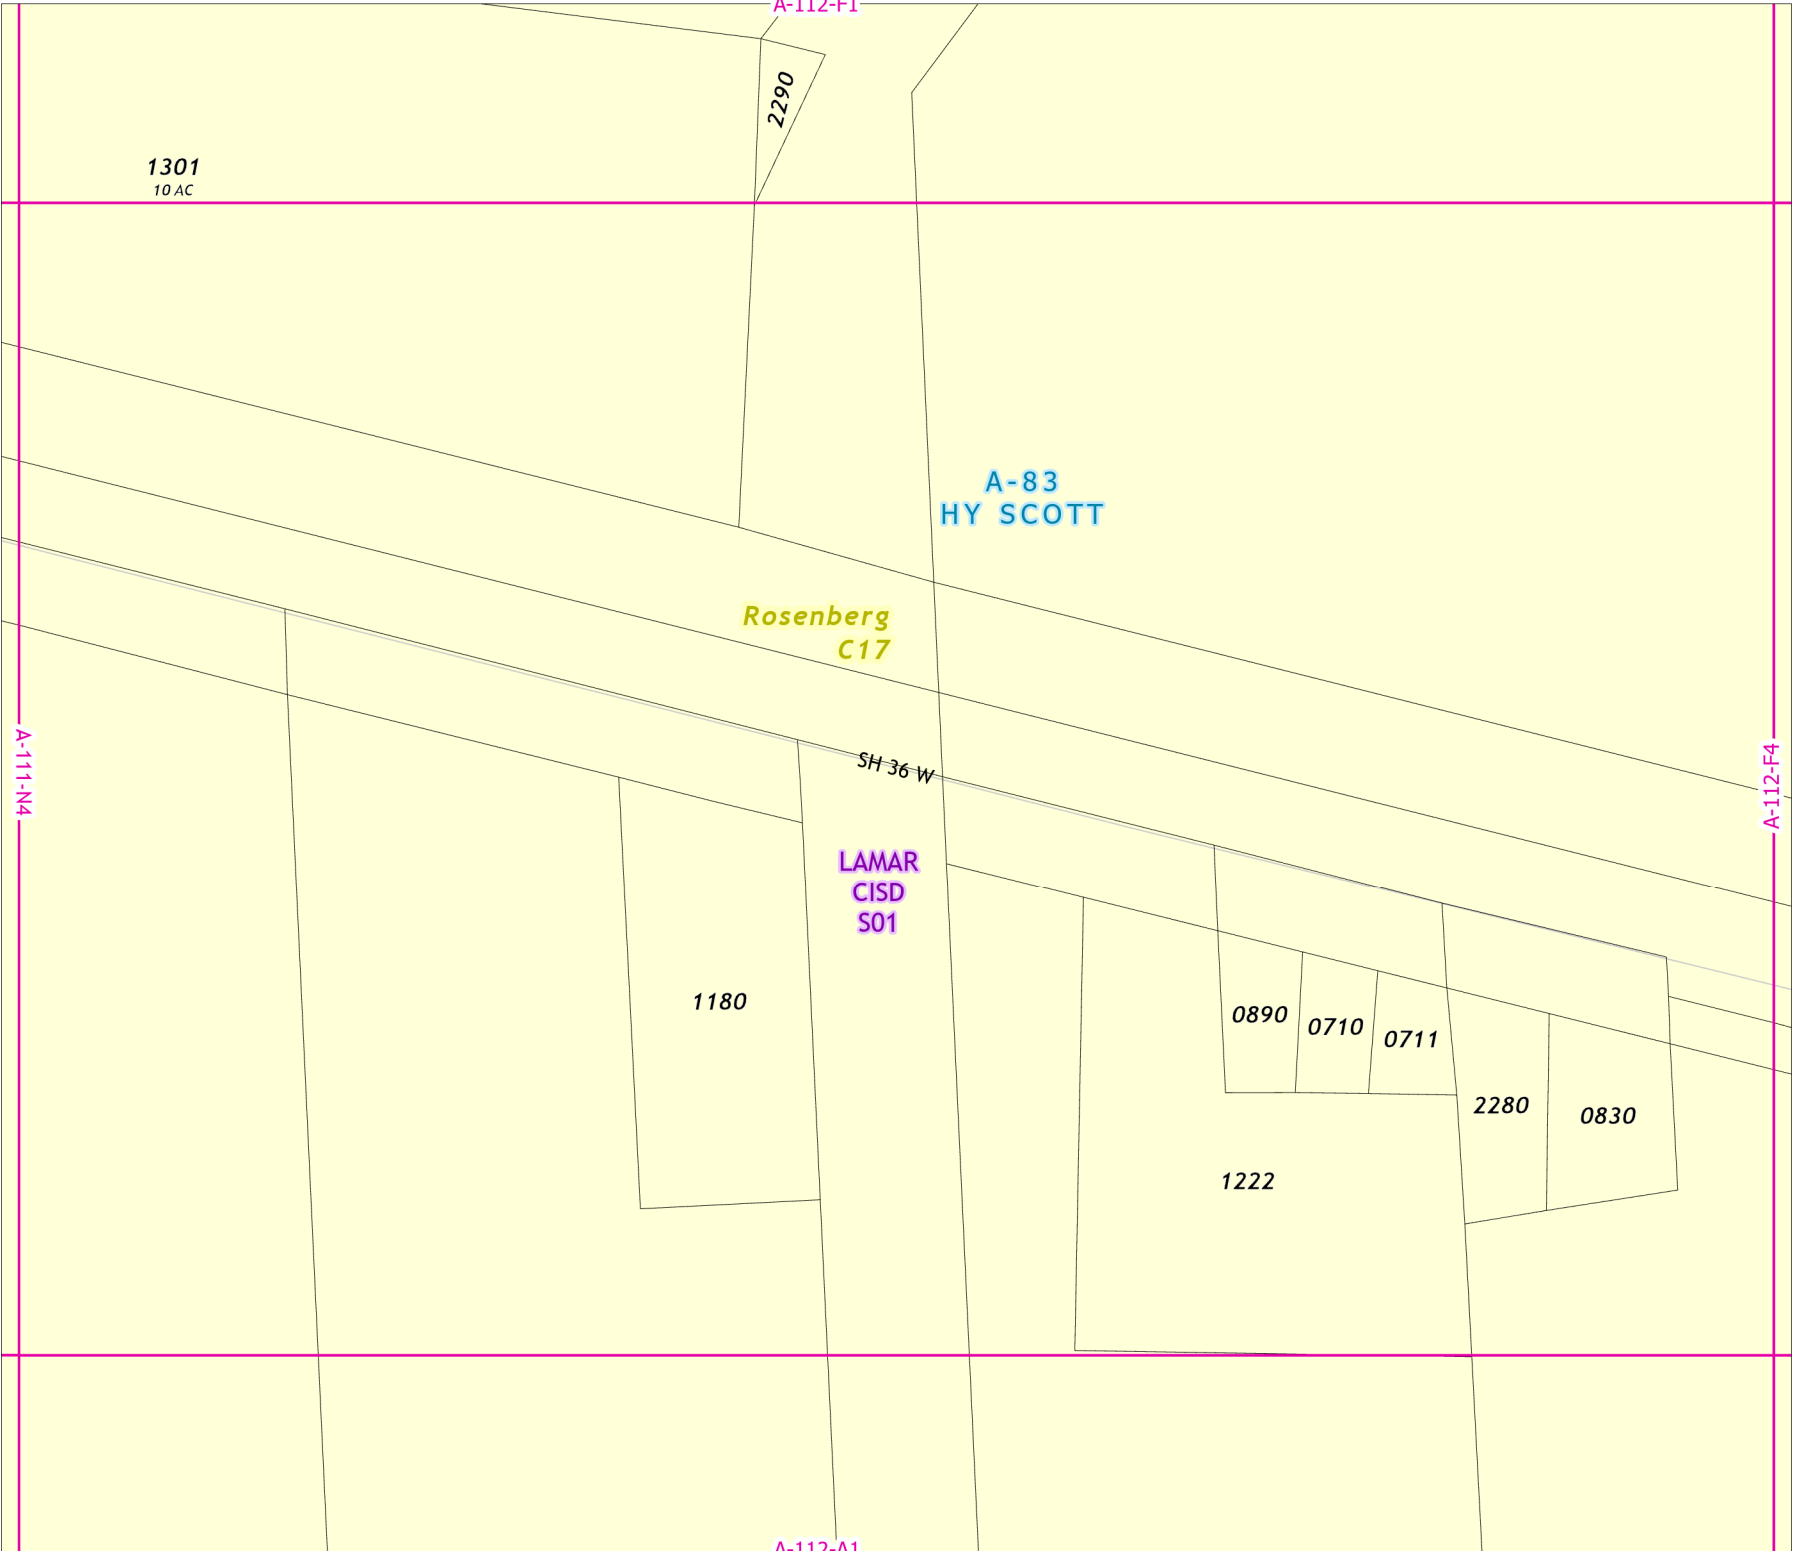 A-112-F1
2290
1301
10 AC
A-83
HY SCOTT
Rosenberg
C17
A-111-N4
SH 36 W
A-112-F4
LAMAR
CISD
S01
1180
0890
0710
0711
2280
0830
1222
A-112-A1